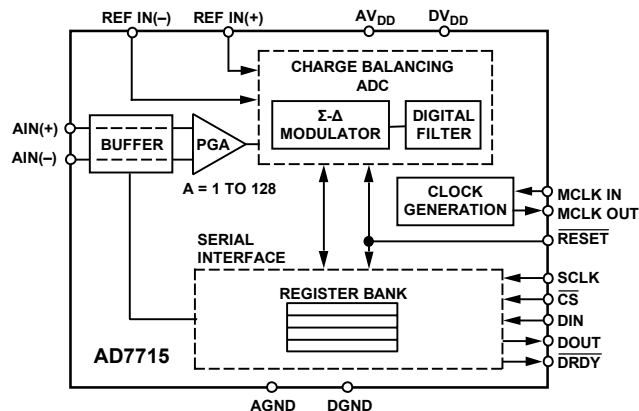 REF IN(–) REF IN(+) AVDD DVDD
CHARGE BALANCING
ADC
Σ-Δ
MODULATOR
DIGITAL
FILTER
AIN(+)
AIN(–)
BUFFER
PGA
A = 1 TO 128
CLOCK
GENERATION
MCLK IN
MCLK OUT
RESET
SERIAL
INTERFACE
REGISTER BANK
SCLK
CS
DIN
DOUT
DRDY
AD7715
AGND DGND